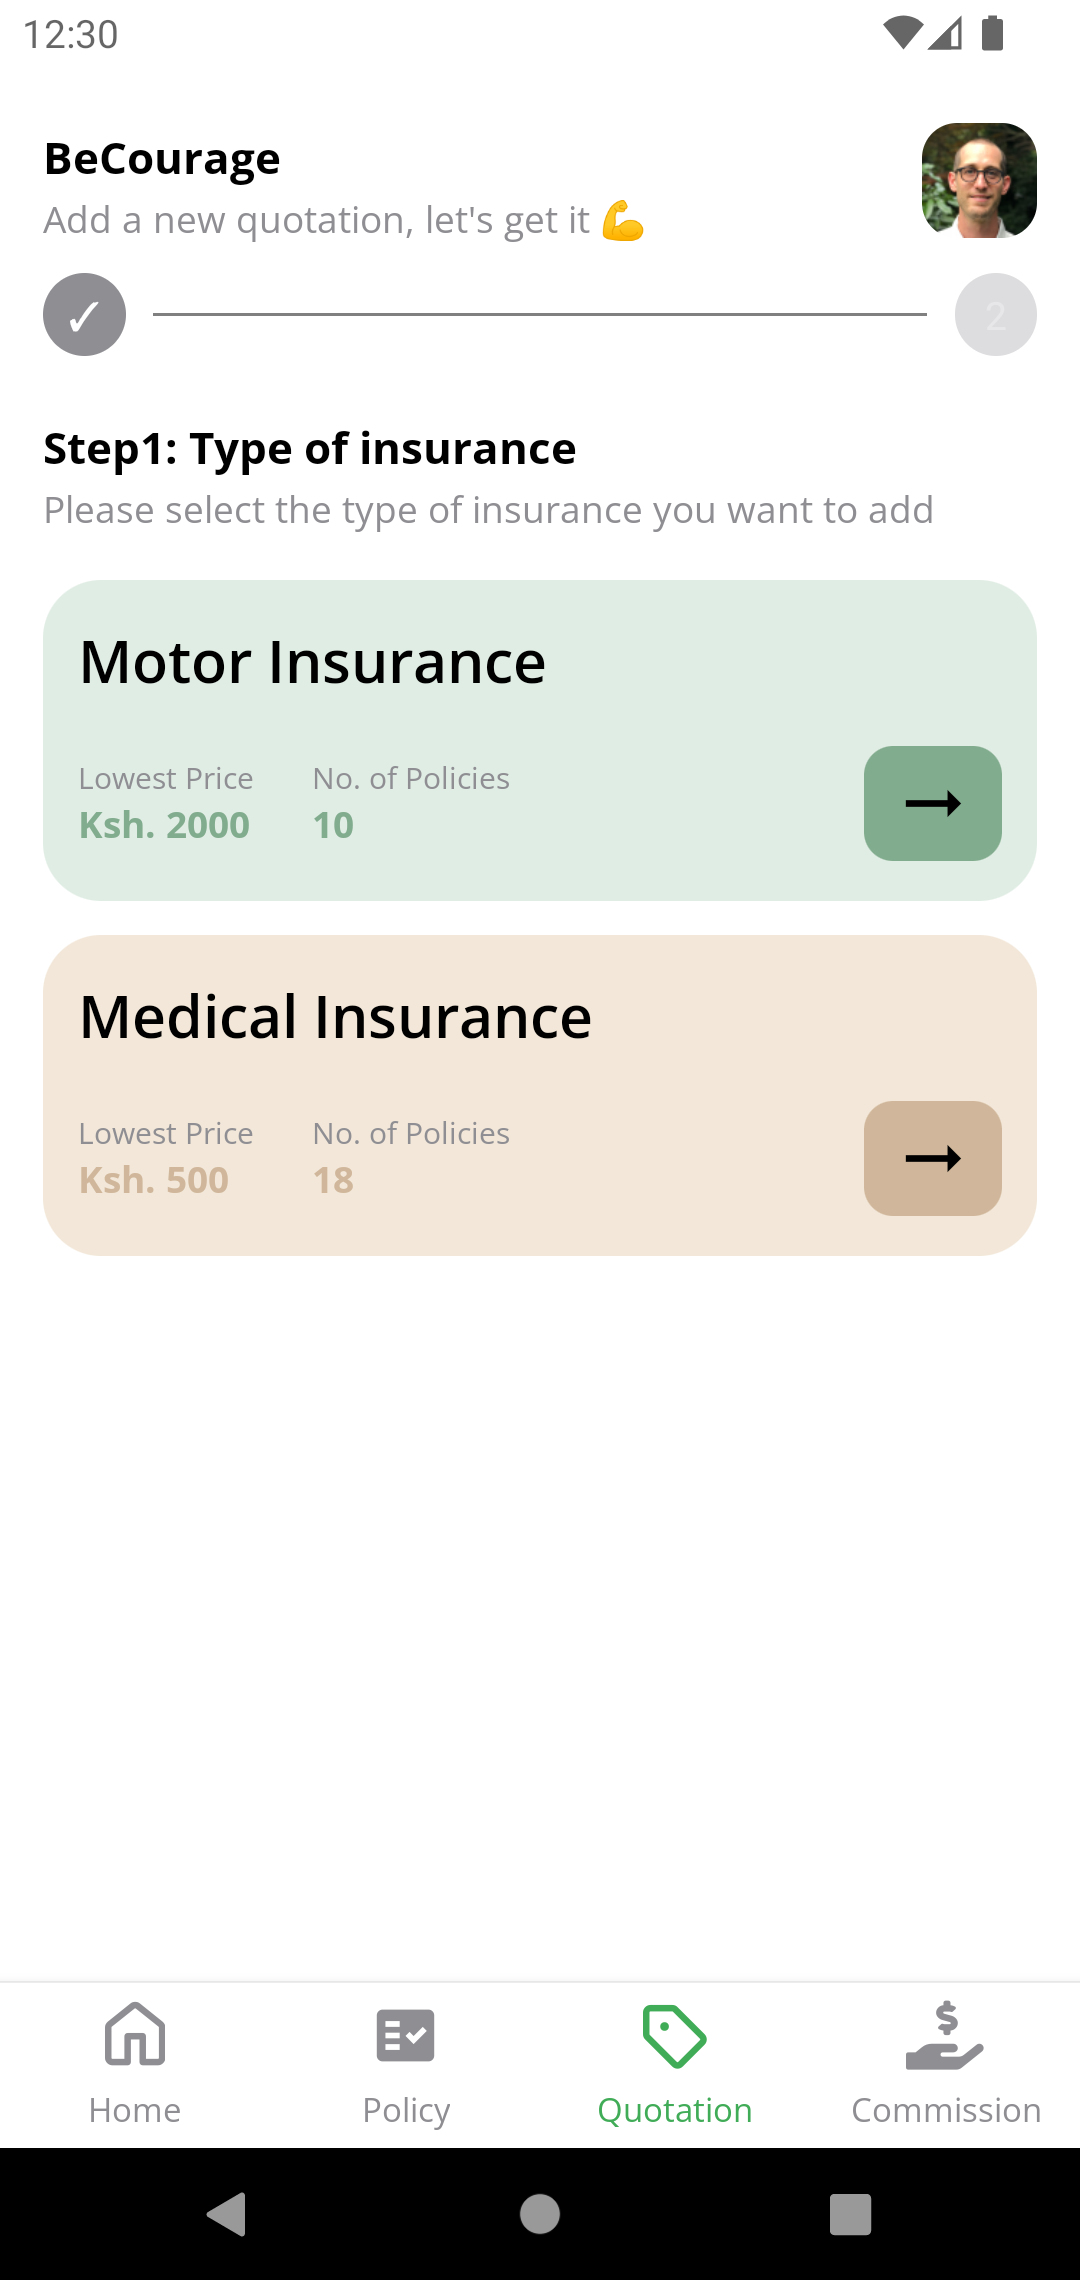 12:30
BeCourage
Add a new quotation, let's get it 💪
✓
2
Step1: Type of insurance
Please select the type of insurance you want to add
Motor Insurance
Lowest Price No. of Policies
Ksh. 2000 10
Medical Insurance
Lowest Price No. of Policies
Ksh. 500 18
Home Policy Quotation Commission